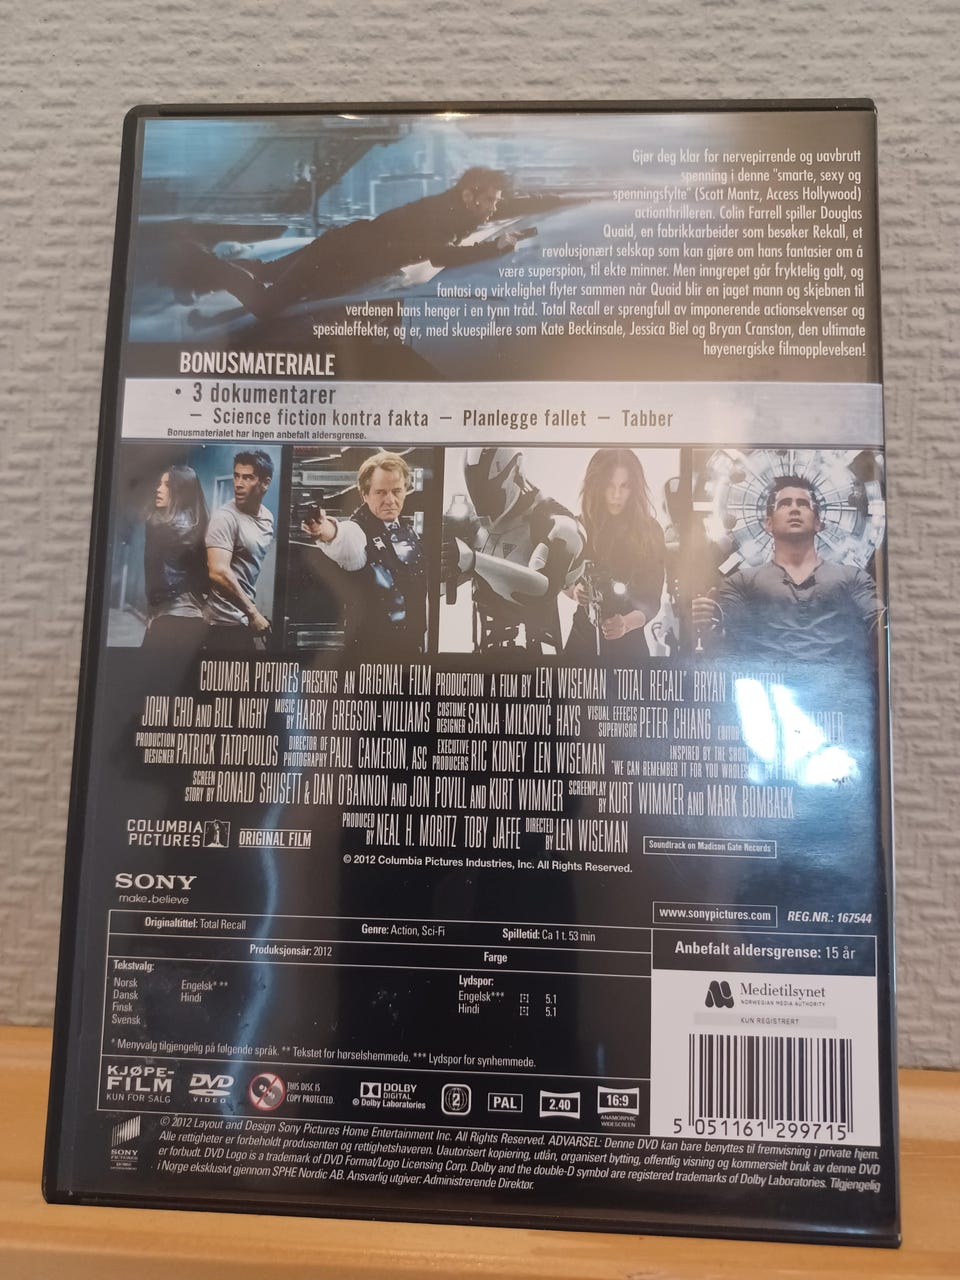 Gjør deg klar for nervepirrende og uavbrutt
spenning i denne "smarte, sexy og
spenningsfylte" (Scott Mantz, Access Hollywood)
actionthrilleren. Colin Farrell spiller Douglas
Quaid, en fabrikkarbeider som besøker Rekall, et
revolusjonært selskap som kan gjøre om hans fantasier om å
være superspion, til ekte minner. Men inngrepet går fryktelig galt, og
fantasi og virkelighet flyter sammen når Quaid blir en jaget mann og skjebnen til
verdenen hans henger i en tynn tråd. Total Recall er sprengfull av imponerende actionsekvenser og
spesialeffekter, og er, med skuespillere som Kate Beckinsale, Jessica Biel og Bryan Cranston, den ultimate
høyenergiske filmopplevelsen!
BONUSMATERIALE
• 3 dokumentarer
– Science fiction kontra fakta – Planlegge fallet – Tabber
Bonusmaterialet har ingen anbefalt aldersgrense.
COLUMBIA PICTURES PRESENTS AN ORIGINAL FILM PRODUCTION A FILM BY LEN WISEMAN "TOTAL RECALL" BRYAN
JOHN CHO AND BILL NIGHY MUSIC BY HARRY GREGSON-WILLIAMS COSTUME DESIGNER SANJA MILKOVIĆ HAYS VISUAL EFFECTS SUPERVISOR PETER CHIANG
PRODUCTION DESIGNER PATRICK TATOPOULOS DIRECTOR OF PHOTOGRAPHY PAUL CAMERON, ASC EXECUTIVE PRODUCERS RIC KIDNEY LEN WISEMAN INSPIRED BY THE SHORT "WE CAN REMEMBER IT FOR YOU
SCREEN STORY BY RONALD SHUSETT & DAN O'BANNON AND JON POVILL AND KURT WIMMER SCREENPLAY BY KURT WIMMER AND MARK BOMBACK
COLUMBIA PICTURES ORIGINAL FILM PRODUCED BY NEAL H. MORITZ TOBY JAFFE DIRECTED BY LEN WISEMAN Soundtrack on Madison Gate Records
© 2012 Columbia Pictures Industries, Inc. All Rights Reserved.
SONY
make.believe
www.sonypictures.com REG.NR.: 167544
Originaltittel: Total Recall Genre: Action, Sci-Fi Spilletid: Ca 1 t. 53 min
Produksjonsår: 2012 Farge
Anbefalt aldersgrense: 15 år
Tekstvalg: Lydspor:
Norsk Engelsk* ** Engelsk*** 5.1
Dansk Hindi Hindi 5.1
Finsk
Svensk
Medietilsynet
NORWEGIAN MEDIA AUTHORITY
KUN REGISTRERT
* Menyvalg tilgjengelig på følgende språk. ** Tekstet for hørselshemmede. *** Lydspor for synhemmede.
KJØPE-
FILM
KUN FOR SALG
DVD
VIDEO
THIS DISC IS
COPY PROTECTED.
DOLBY
DIGITAL
® Dolby Laboratories
2
PAL
2.40
16:9
ANAMORPHIC
WIDESCREEN
5 051161 299715
SONY
PICTURES
© 2012 Layout and Design Sony Pictures Home Entertainment Inc. All Rights Reserved. ADVARSEL: Denne DVD kan bare benyttes til fremvisning i private hjem.
Alle rettigheter er forbeholdt produsenten og rettighetshaveren. Uautorisert kopiering, utlån, organisert bytting, offentlig visning og kommersielt bruk av denne DVD
er forbudt. DVD Logo is a trademark of DVD Format/Logo Licensing Corp. Dolby and the double-D symbol are registered trademarks of Dolby Laboratories. Tilgjengelig
i Norge eksklusivt gjennom SPHE Nordic AB. Ansvarlig utgiver: Administrerende Direktør.